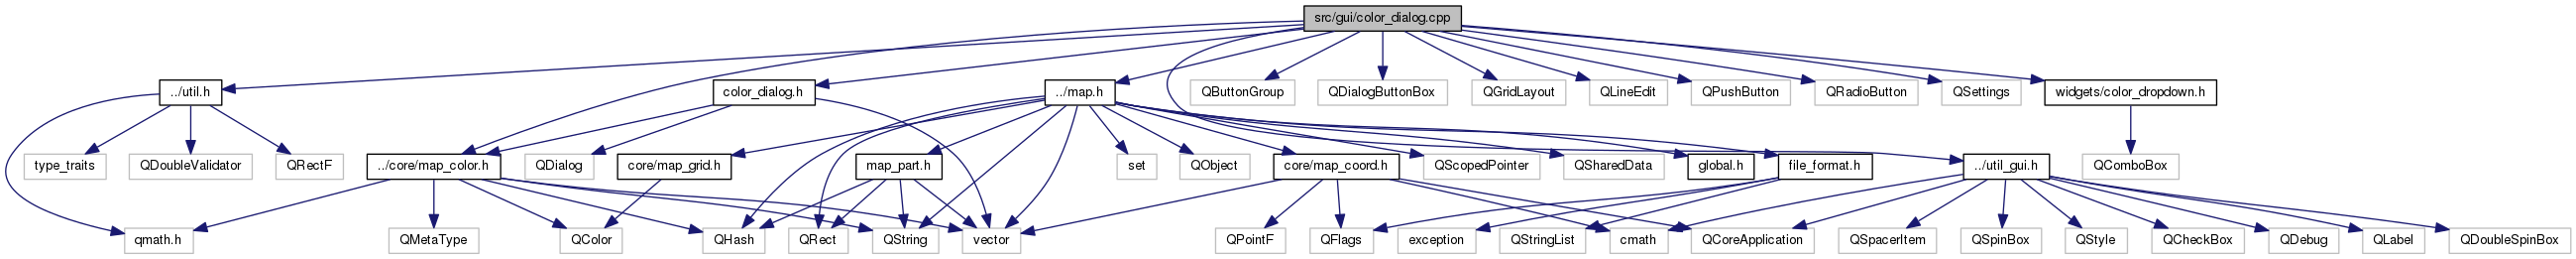 src/gui/color_dialog.cpp
../util.h
color_dialog.h
../map.h
QButtonGroup
QDialogButtonBox
QGridLayout
QLineEdit
QPushButton
QRadioButton
QSettings
widgets/color_dropdown.h
type_traits
QDoubleValidator
QRectF
../core/map_color.h
QDialog
core/map_grid.h
map_part.h
set
QObject
core/map_coord.h
QScopedPointer
QSharedData
global.h
file_format.h
../util_gui.h
QComboBox
qmath.h
QMetaType
QColor
QHash
QRect
QString
vector
QPointF
QFlags
exception
QStringList
cmath
QCoreApplication
QSpacerItem
QSpinBox
QStyle
QCheckBox
QDebug
QLabel
QDoubleSpinBox